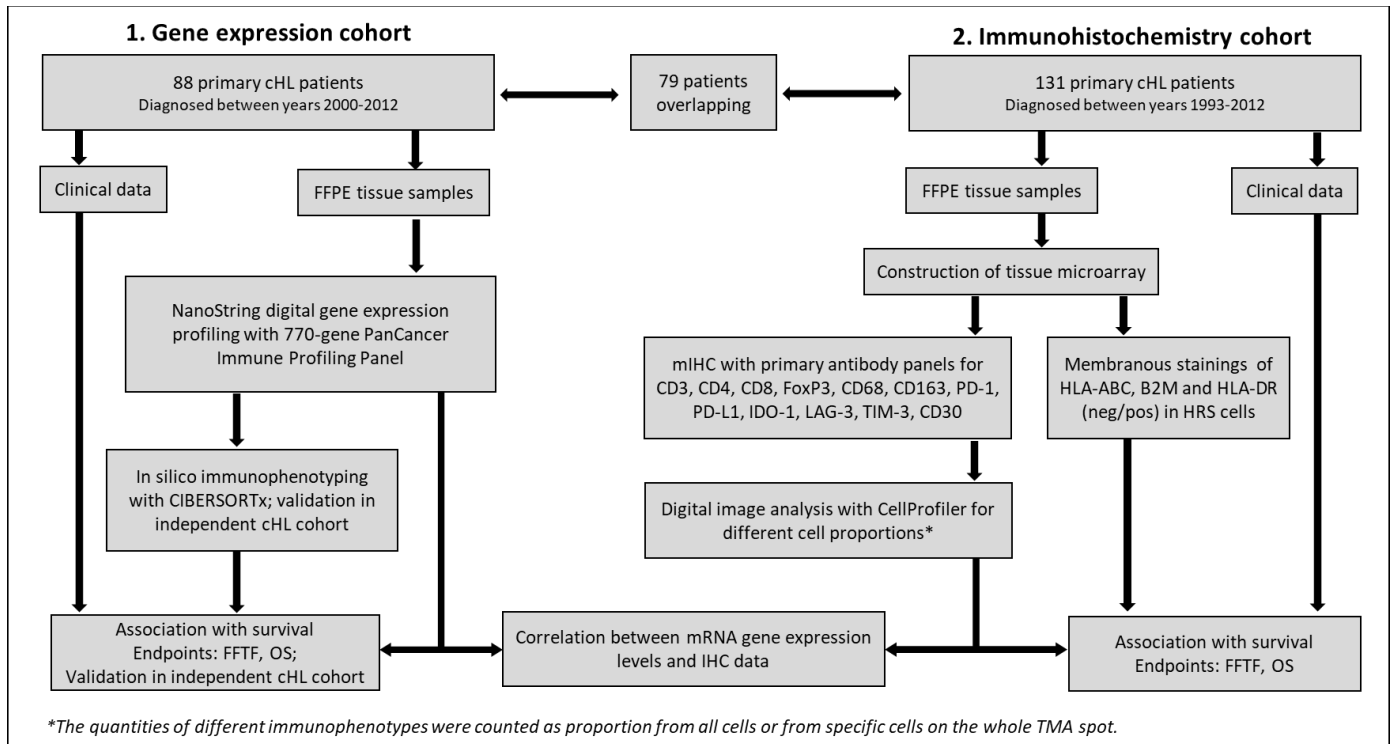 1. Gene expression cohort
2. Immunohistochemistry cohort
88 primary cHL patients
Diagnosed between years 2000-2012
79 patients
overlapping
131 primary cHL patients
Diagnosed between years 1993-2012
Clinical data
FFPE tissue samples
FFPE tissue samples
Clinical data
Construction of tissue microarray
NanoString digital gene expression
profiling with 770-gene PanCancer
Immune Profiling Panel
mIHC with primary antibody panels for
CD3, CD4, CD8, FoxP3, CD68, CD163, PD-1,
PD-L1, IDO-1, LAG-3, TIM-3, CD30
Membranous stainings of
HLA-ABC, B2M and HLA-DR
(neg/pos) in HRS cells
In silico immunophenotyping
with CIBERSORTx; validation in
independent cHL cohort
Digital image analysis with CellProfiler for
different cell proportions*
Association with survival
Endpoints: FFTF, OS;
Validation in independent cHL cohort
Correlation between mRNA gene expression
levels and IHC data
Association with survival
Endpoints: FFTF, OS
*The quantities of different immunophenotypes were counted as proportion from all cells or from specific cells on the whole TMA spot.